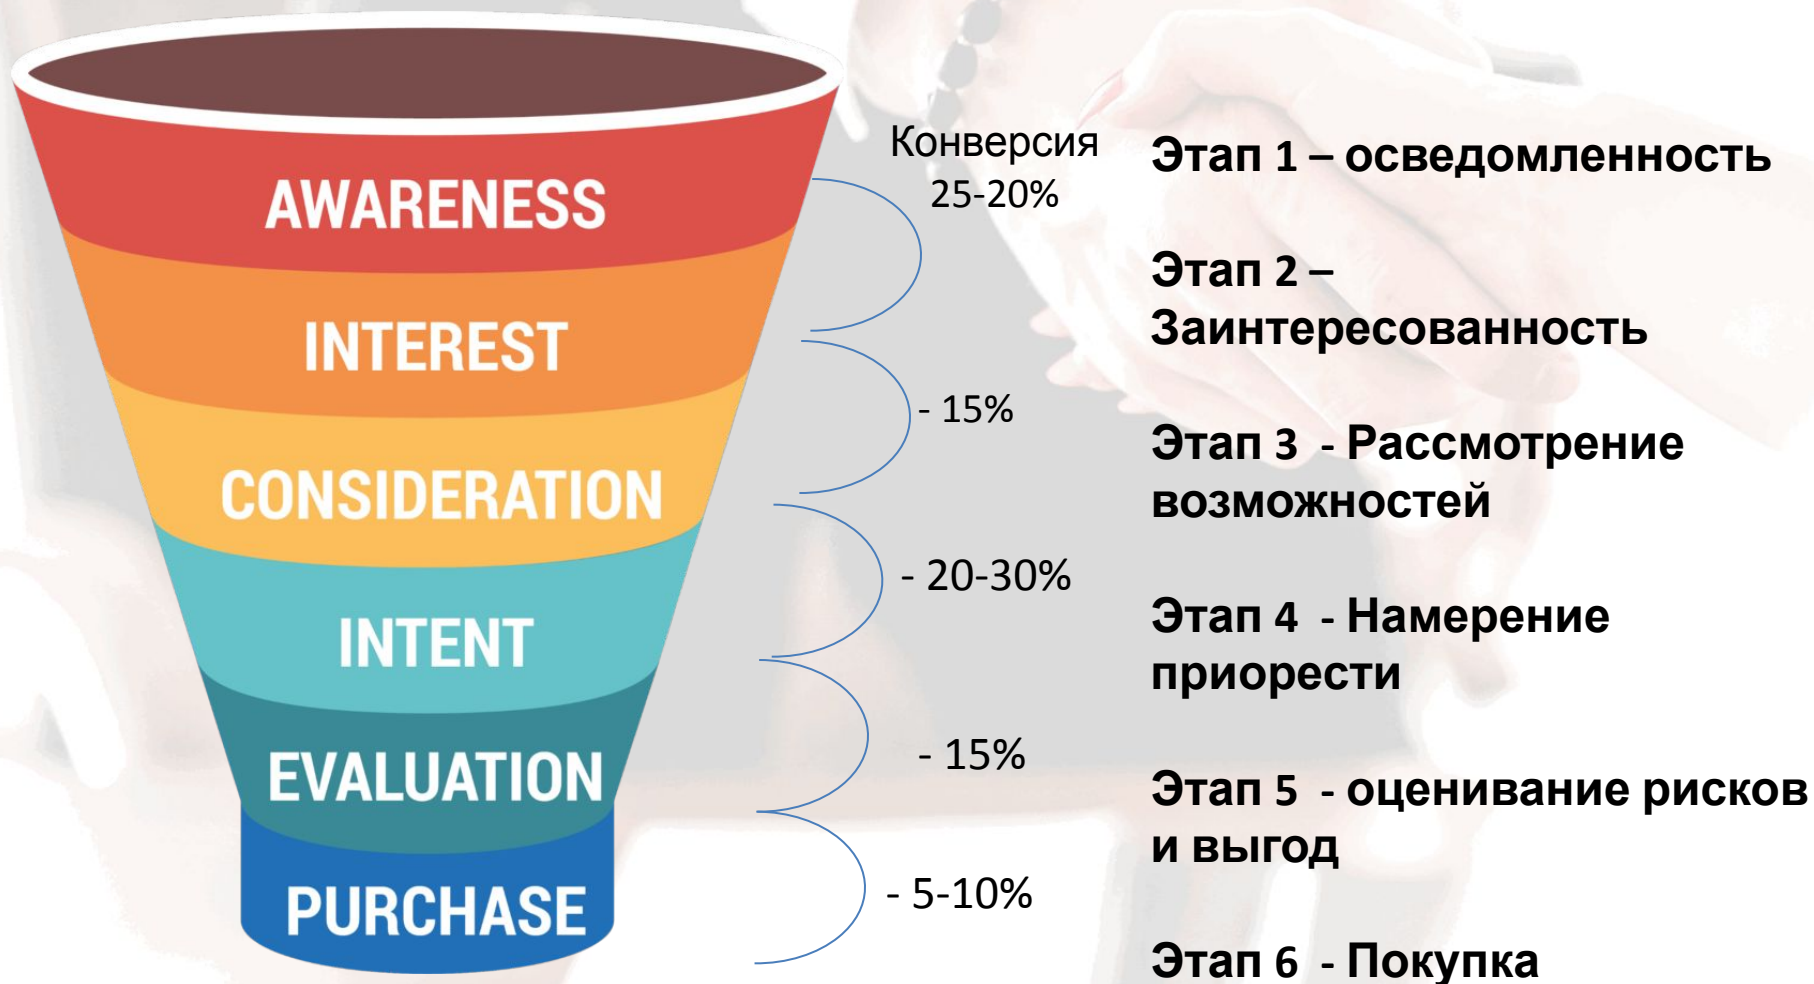 AWARENESS
INTEREST
CONSIDERATION
INTENT
EVALUATION
PURCHASE
Конверсия
25-20%
- 15%
- 20-30%
- 15%
- 5-10%
Этап 1 – осведомленность
Этап 2 –
Заинтересованность
Этап 3 - Рассмотрение
возможностей
Этап 4 - Намерение
приорести
Этап 5 - оценивание рисков
и выгод
Этап 6 - Покупка